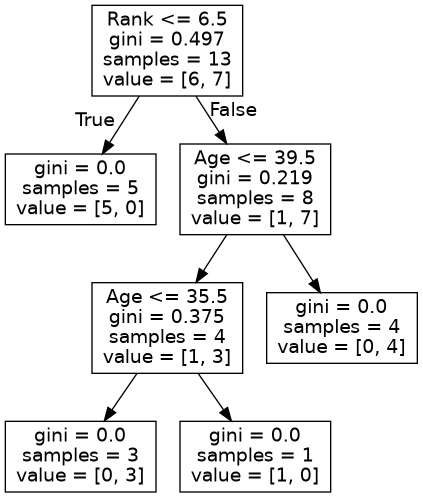 Rank <= 6.5
gini = 0.497
samples = 13
value = [6, 7]
True
False
gini = 0.0
samples = 5
value = [5, 0]
Age <= 39.5
gini = 0.219
samples = 8
value = [1, 7]
Age <= 35.5
gini = 0.375
samples = 4
value = [1, 3]
gini = 0.0
samples = 4
value = [0, 4]
gini = 0.0
samples = 3
value = [0, 3]
gini = 0.0
samples = 1
value = [1, 0]